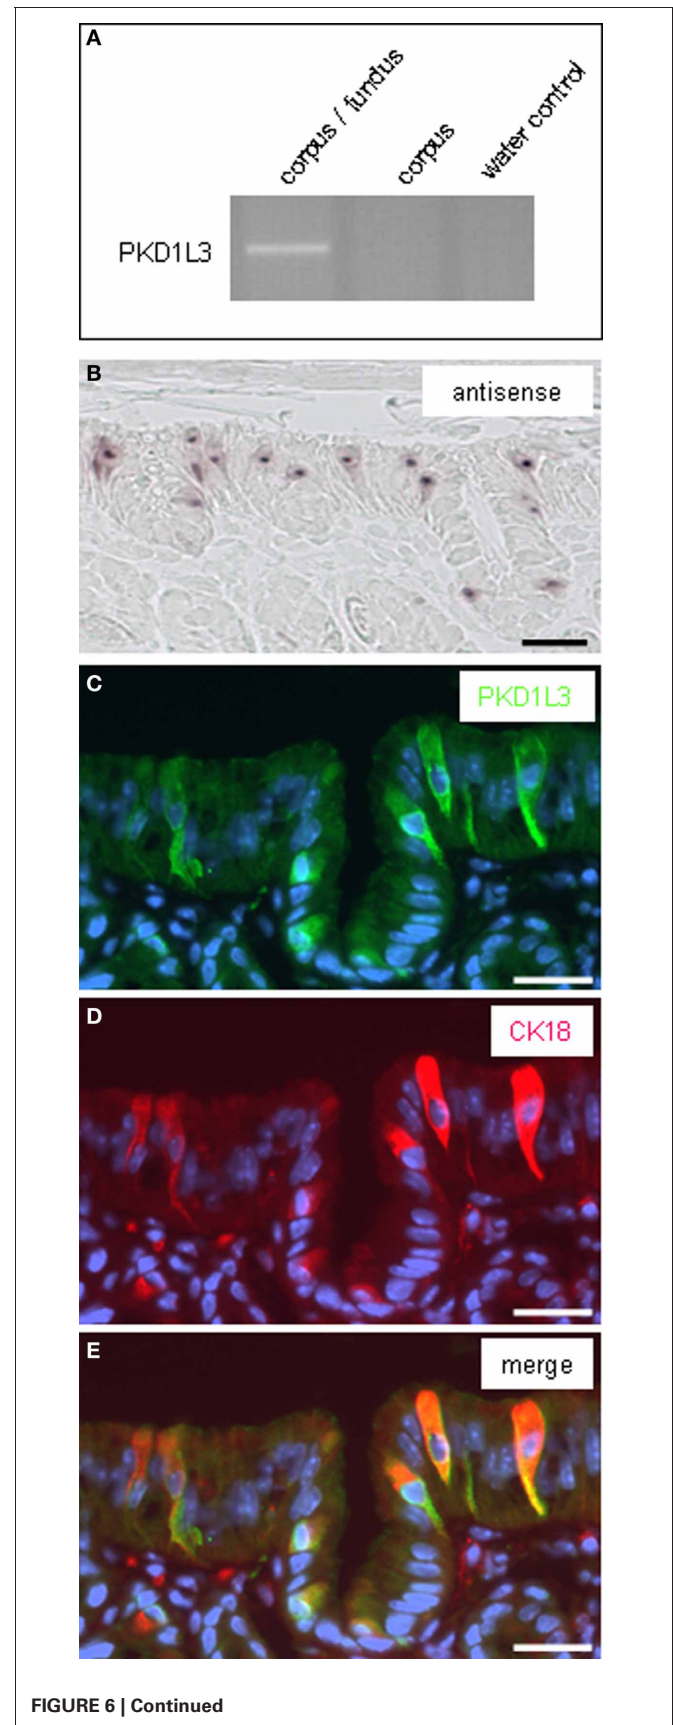 A
corpus / fundus
corpus
water control
PKD1L3
B
antisense
C
PKD1L3
D
CK18
E
merge
FIGURE 6 | Continued